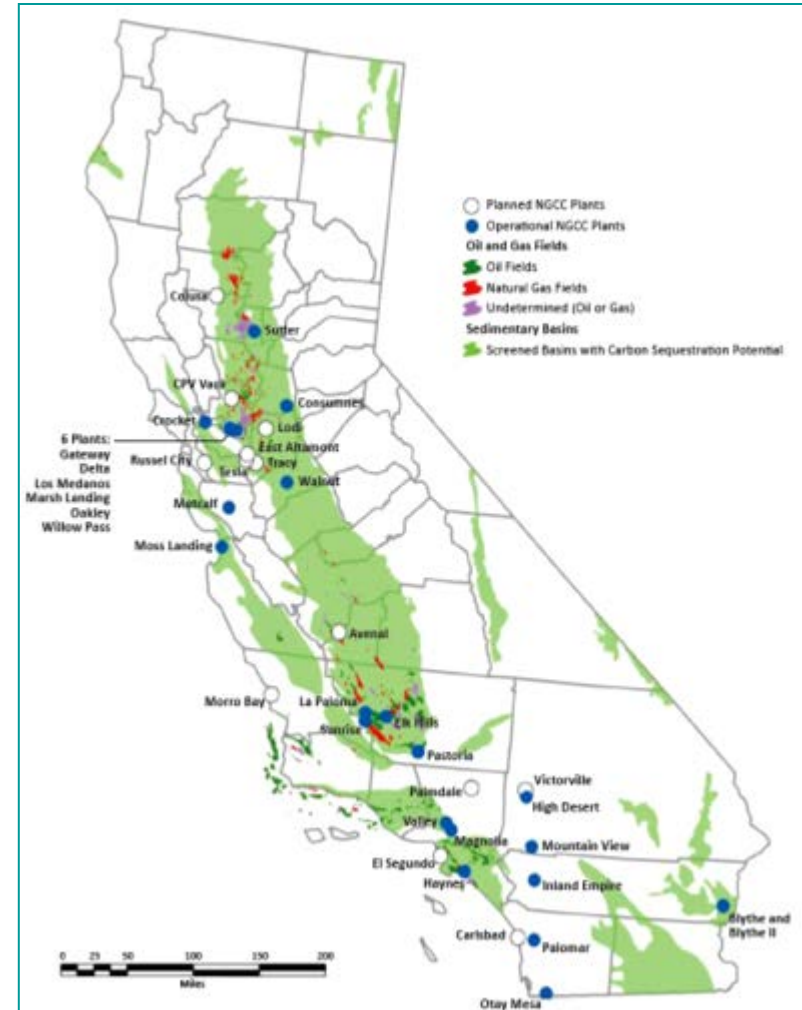 Planned NGCC Plants
Operational NGCC Plants
Oil and Gas Fields
Oil Fields
Natural Gas Fields
Undetermined (Oil or Gas)
Sedimentary Basins
Screened Basins with Carbon Sequestration Potential
Colusa
Sutter
CPV Vaca
Consumnes
Crocket
Lodi
6 Plants:
Gateway
Delta
Los Medanos
Marsh Landing
Oakley
Willow Pass
East Altamont
Russel City
Tesla
Tracy
Walnut
Metcalf
Moss Landing
Avenal
Morro Bay
La Paloma
Elk Hills
Sunrise
Pastoria
Palmdale
Victorville
High Desert
Valley
Magnolia
Mountain View
El Segundo
Haynes
Inland Empire
Blythe and
Blythe II
Carlsbad
Palomar
Otay Mesa
0 25 50 100 150 200
Miles